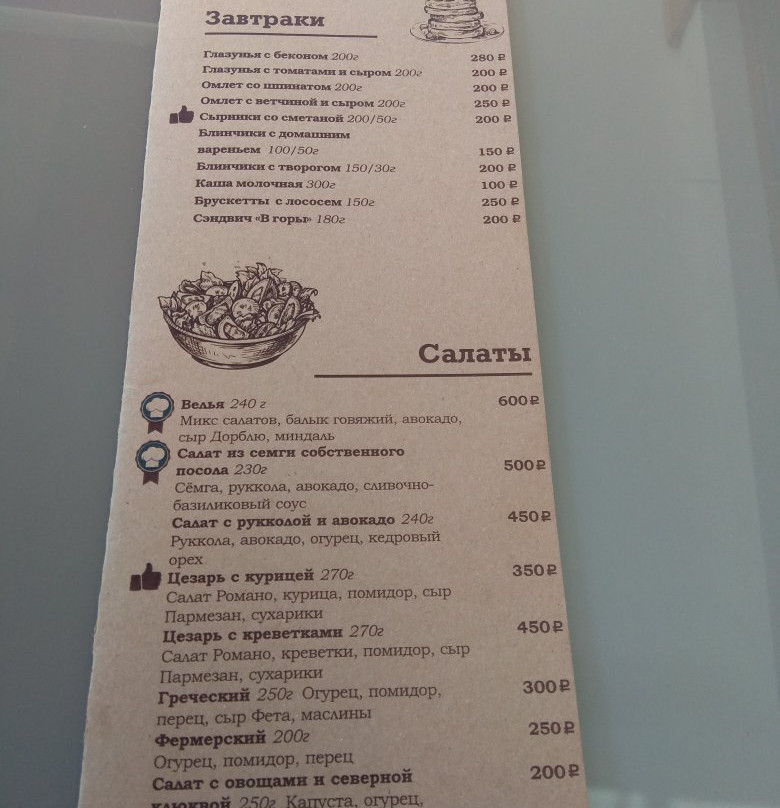 Завтраки
Глазунья с беконом 200г 280 ₽
Глазунья с томатами и сыром 200г 200 ₽
Омлет со шпинатом 200г 200 ₽
Омлет с ветчиной и сыром 200г 250 ₽
Сырники со сметаной 200/50г 200 ₽
Блинчики с домашним
вареньем 100/50г 150 ₽
Блинчики с творогом 150/30г 200 ₽
Каша молочная 300г 100 ₽
Брускетты с лососем 150г 250 ₽
Сэндвич «В горы» 180г 200 ₽
Салаты
Велья 240 г 600₽
Микс салатов, балык говяжий, авокадо,
сыр Дорблю, миндаль
Салат из семги собственного
посола 230г 500₽
Сёмга, руккола, авокадо, сливочно-
базиликовый соус
Салат с рукколой и авокадо 240г 450₽
Руккола, авокадо, огурец, кедровый
орех
Цезарь с курицей 270г 350₽
Салат Романо, курица, помидор, сыр
Пармезан, сухарики
Цезарь с креветками 270г 450₽
Салат Романо, креветки, помидор, сыр
Пармезан, сухарики
Греческий 250г Огурец, помидор, 300₽
перец, сыр Фета, маслины
Фермерский 200г 250₽
Огурец, помидор, перец
Салат с овощами и северной 200₽
клюквой 250г Капуста, огурец,